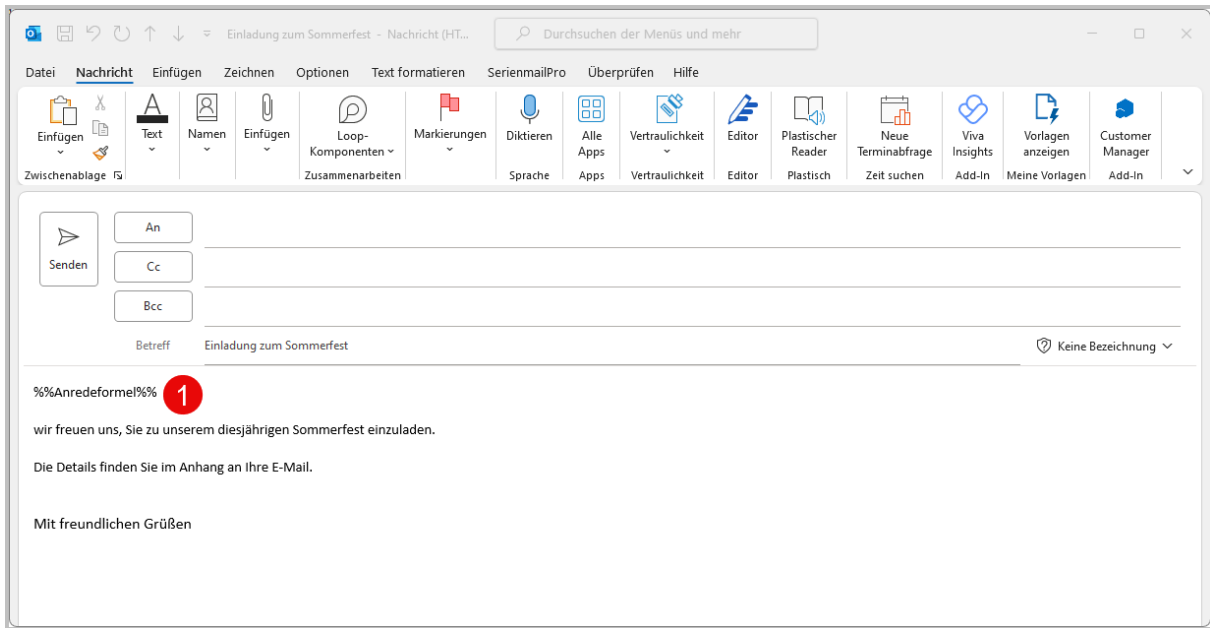 Einladung zum Sommerfest - Nachricht (HT... Durchsuchen der Menüs und mehr
Datei Nachricht Einfügen Zeichnen Optionen Text formatieren SerienmailPro Überprüfen Hilfe
Einfügen Text Namen Einfügen Loop-Komponenten Markierungen Diktieren Alle Apps Vertraulichkeit Editor Plastischer Reader Neue Terminabfrage Viva Insights Vorlagen anzeigen Customer Manager
Zwischenablage Zusammenarbeiten Sprache Apps Vertraulichkeit Editor Plastisch Zeit suchen Add-In Meine Vorlagen Add-In
An
Senden
Cc
Bcc
Betreff Einladung zum Sommerfest Keine Bezeichnung
%%Anredeformel%% 1
wir freuen uns, Sie zu unserem diesjährigen Sommerfest einzuladen.
Die Details finden Sie im Anhang an Ihre E-Mail.
Mit freundlichen Grüßen